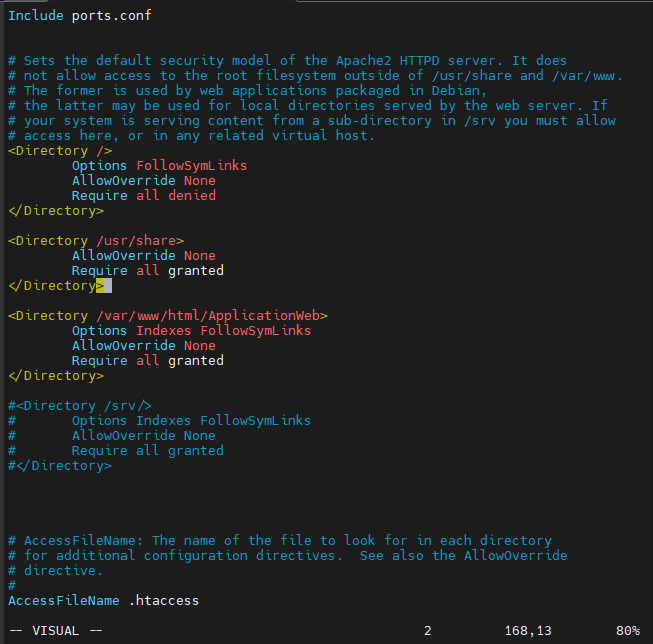 Include ports.conf
# Sets the default security model of the Apache2 HTTPD server. It does
# not allow access to the root filesystem outside of /usr/share and /var/www.
# The former is used by web applications packaged in Debian,
# the latter may be used for local directories served by the web server. If
# your system is serving content from a sub-directory in /srv you must allow
# access here, or in any related virtual host.
<Directory />
        Options FollowSymLinks
        AllowOverride None
        Require all denied
</Directory>
<Directory /usr/share>
        AllowOverride None
        Require all granted
</Directory>
<Directory /var/www/html/ApplicationWeb>
        Options Indexes FollowSymLinks
        AllowOverride None
        Require all granted
</Directory>
#<Directory /srv/>
#       Options Indexes FollowSymLinks
#       AllowOverride None
#       Require all granted
#</Directory>
# AccessFileName: The name of the file to look for in each directory
# for additional configuration directives.  See also the AllowOverride
# directive.
#
AccessFileName .htaccess
-- VISUAL -- 2 168,13 80%